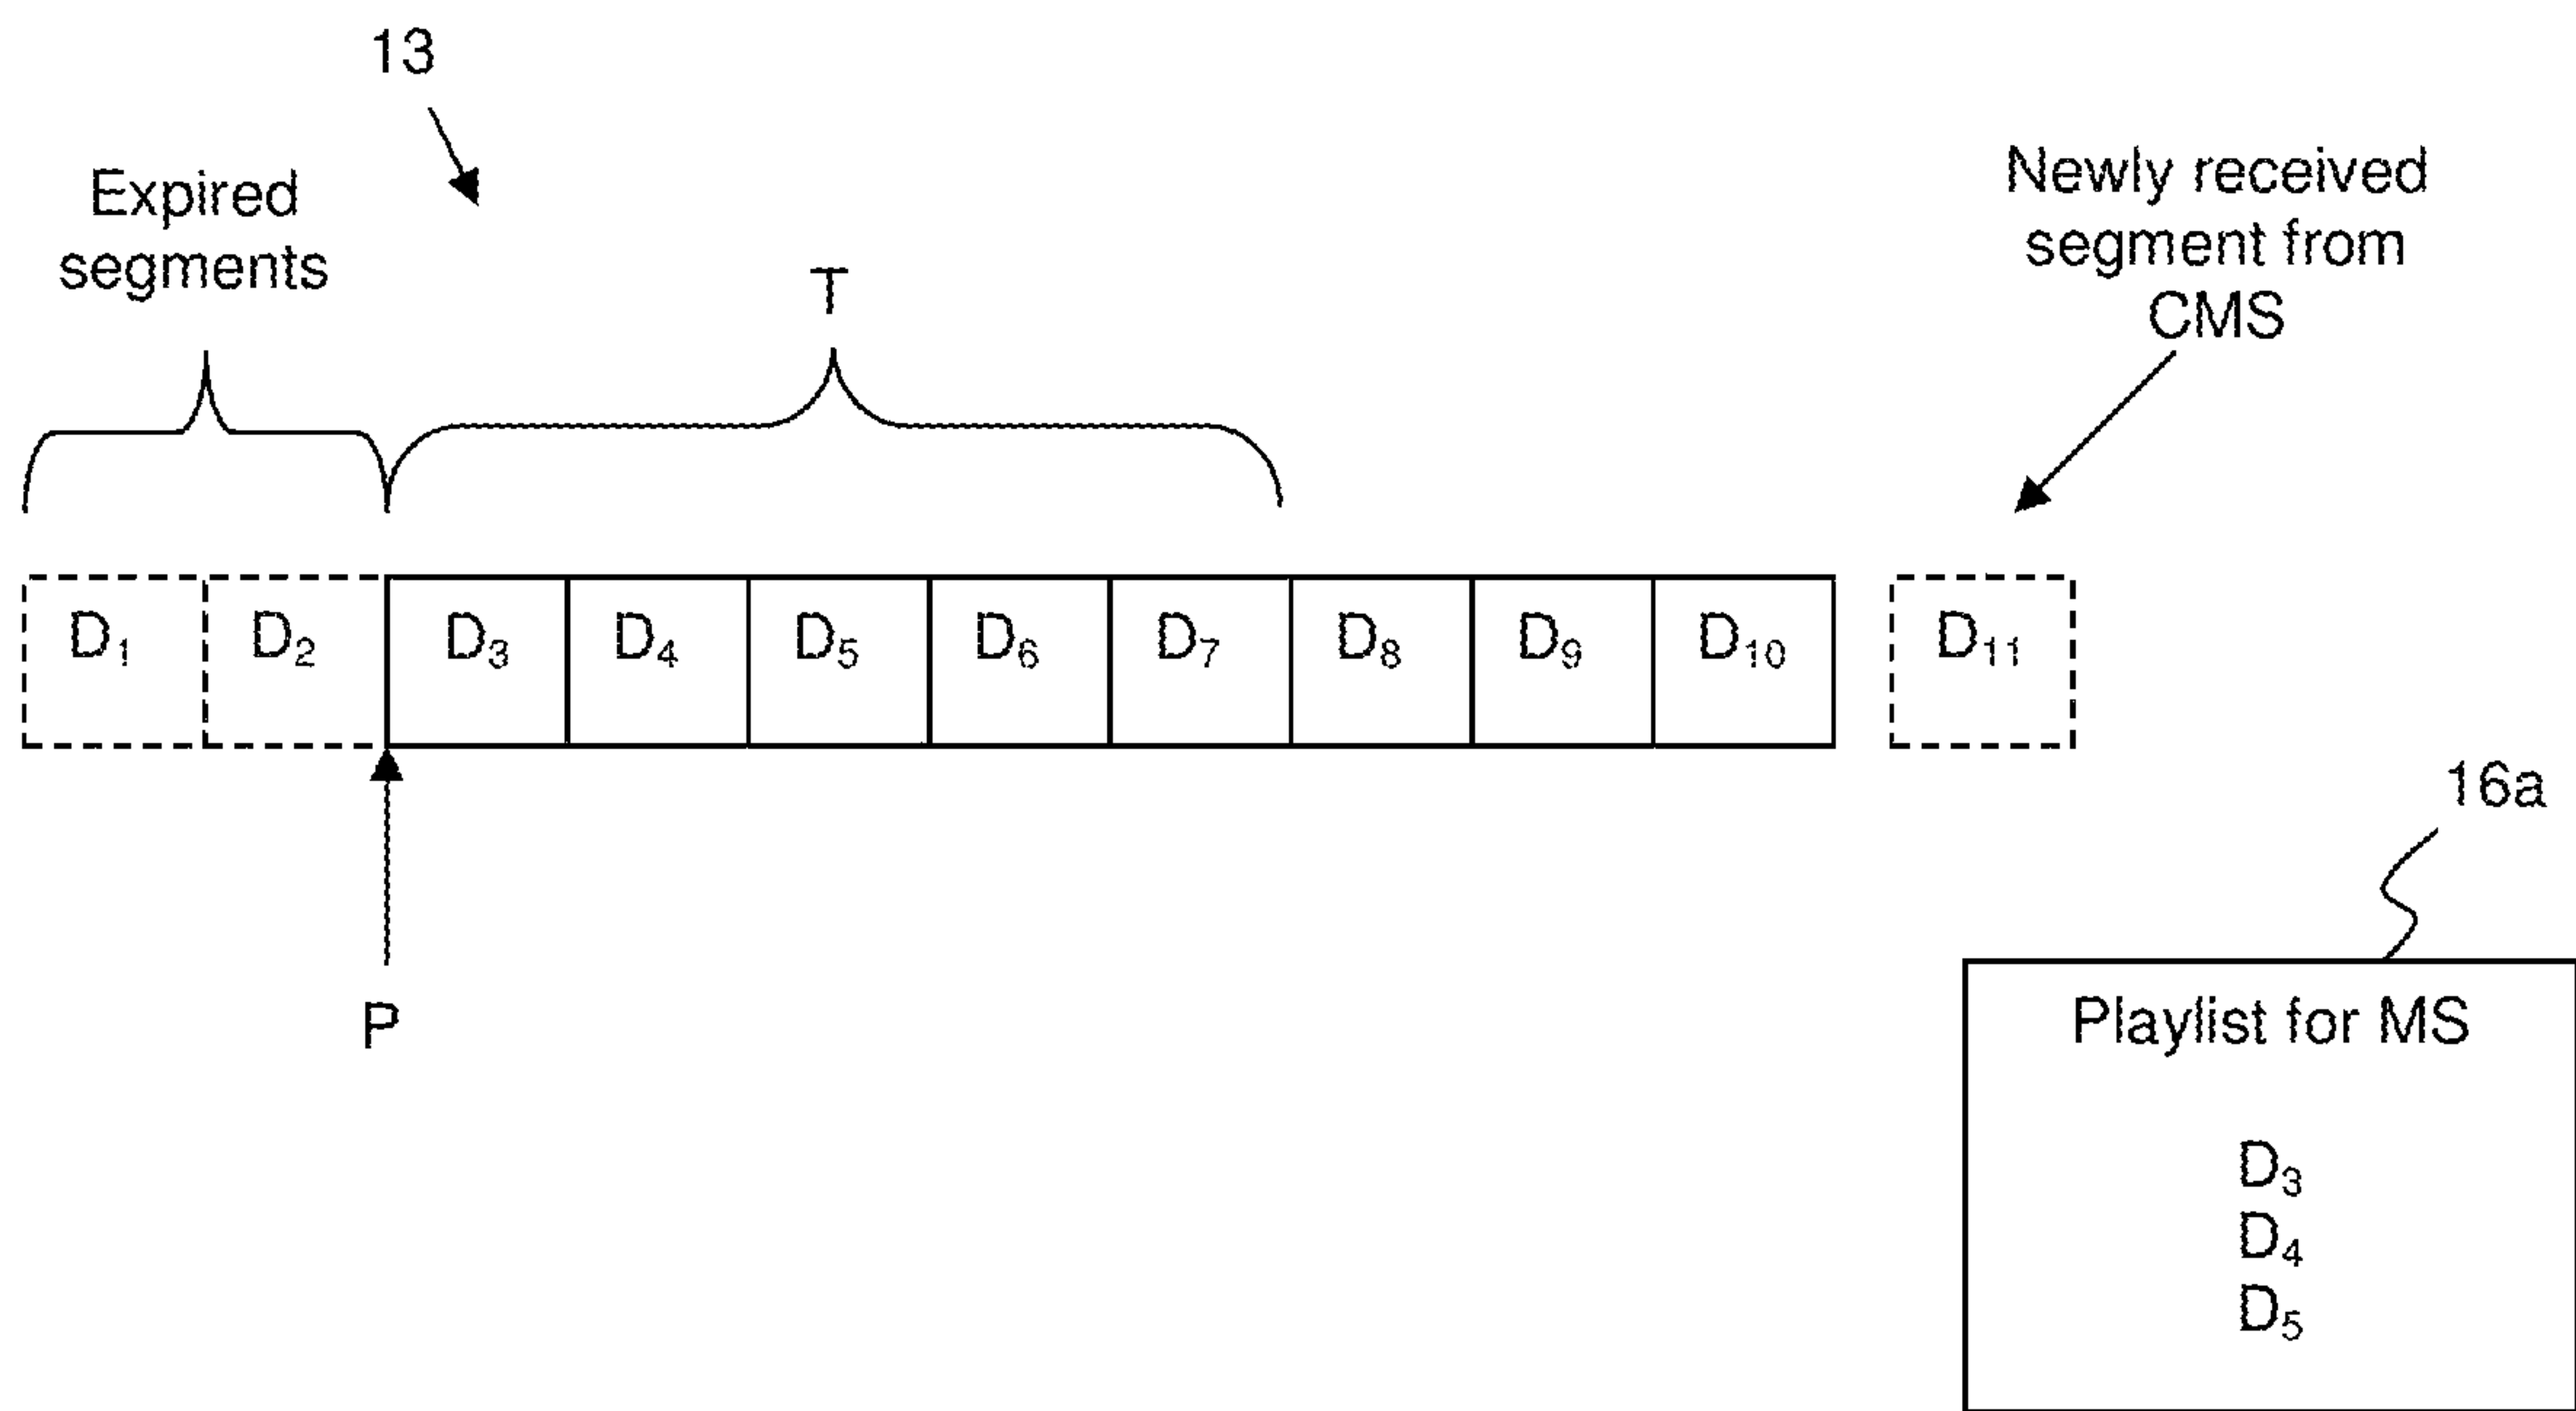 13
Expired
segments
T
Newly received
segment from
CMS
D₁ D₂ D₃ D₄ D₅ D₆ D₇ D₈ D₉ D₁₀ D₁₁
P
16a
Playlist for MS
D₃
D₄
D₅